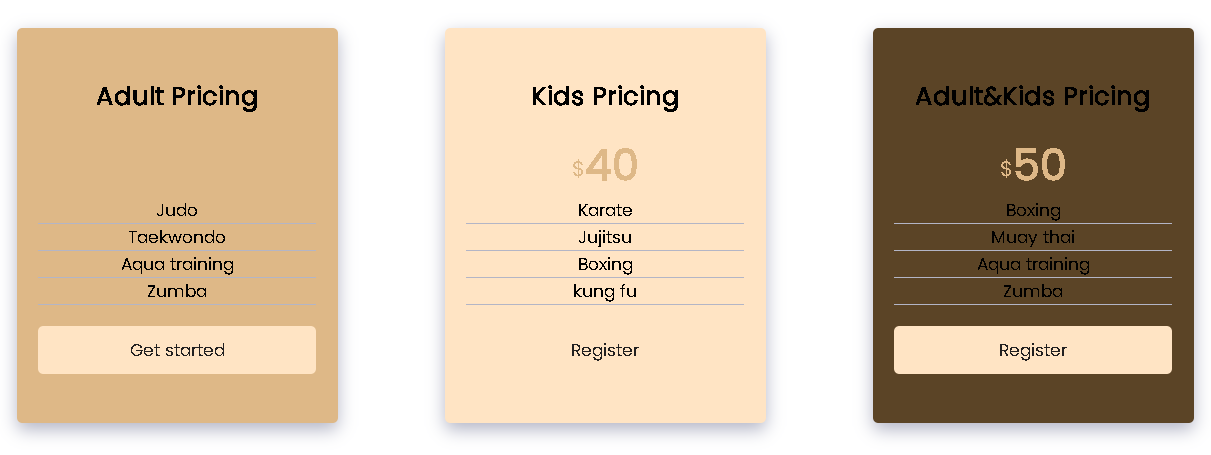 Adult Pricing
Judo
Taekwondo
Aqua training
Zumba
Get started
Kids Pricing
$40
Karate
Jujitsu
Boxing
kung fu
Register
Adult&Kids Pricing
$50
Boxing
Muay thai
Aqua training
Zumba
Register